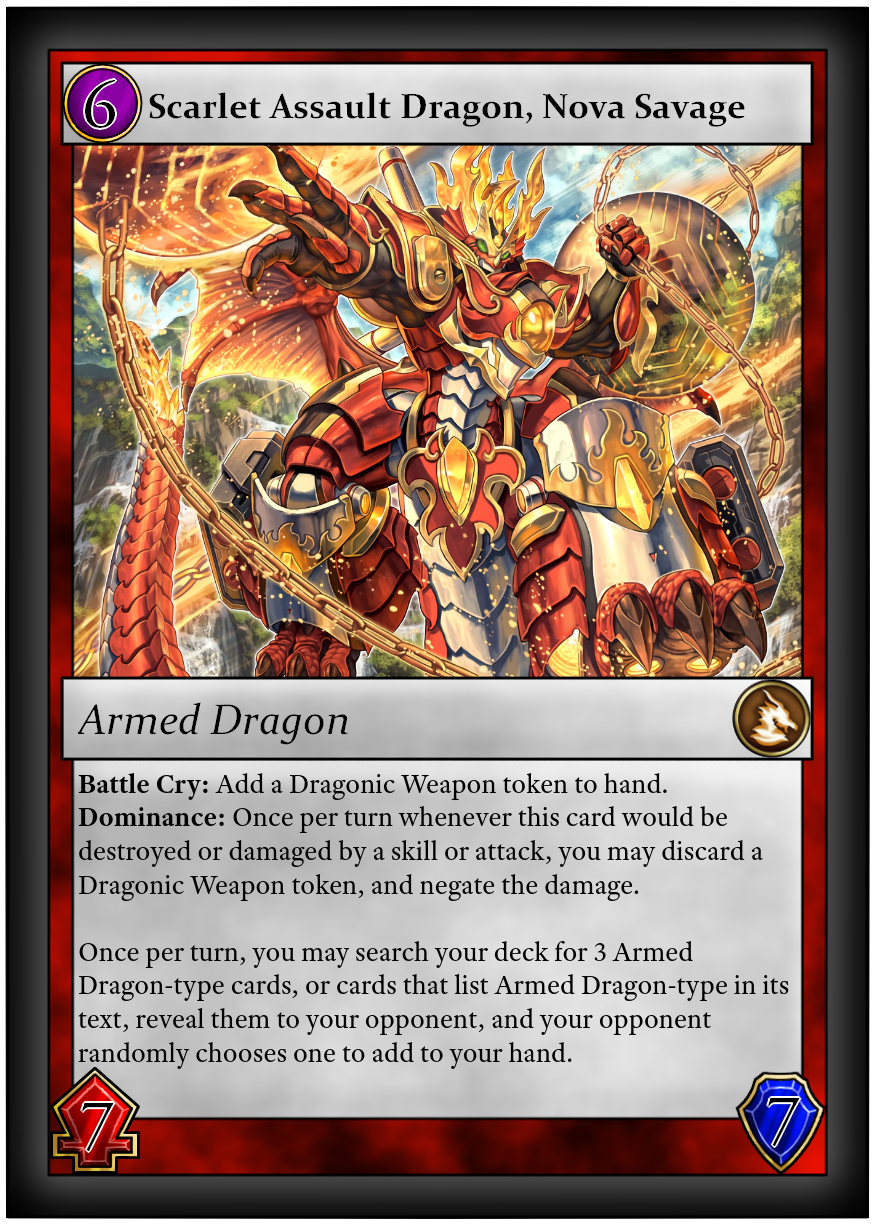 6
Scarlet Assault Dragon, Nova Savage
Armed Dragon
Battle Cry: Add a Dragonic Weapon token to hand.
Dominance: Once per turn whenever this card would be
destroyed or damaged by a skill or attack, you may discard a
Dragonic Weapon token, and negate the damage.
Once per turn, you may search your deck for 3 Armed
Dragon-type cards, or cards that list Armed Dragon-type in its
text, reveal them to your opponent, and your opponent
randomly chooses one to add to your hand.
7
7